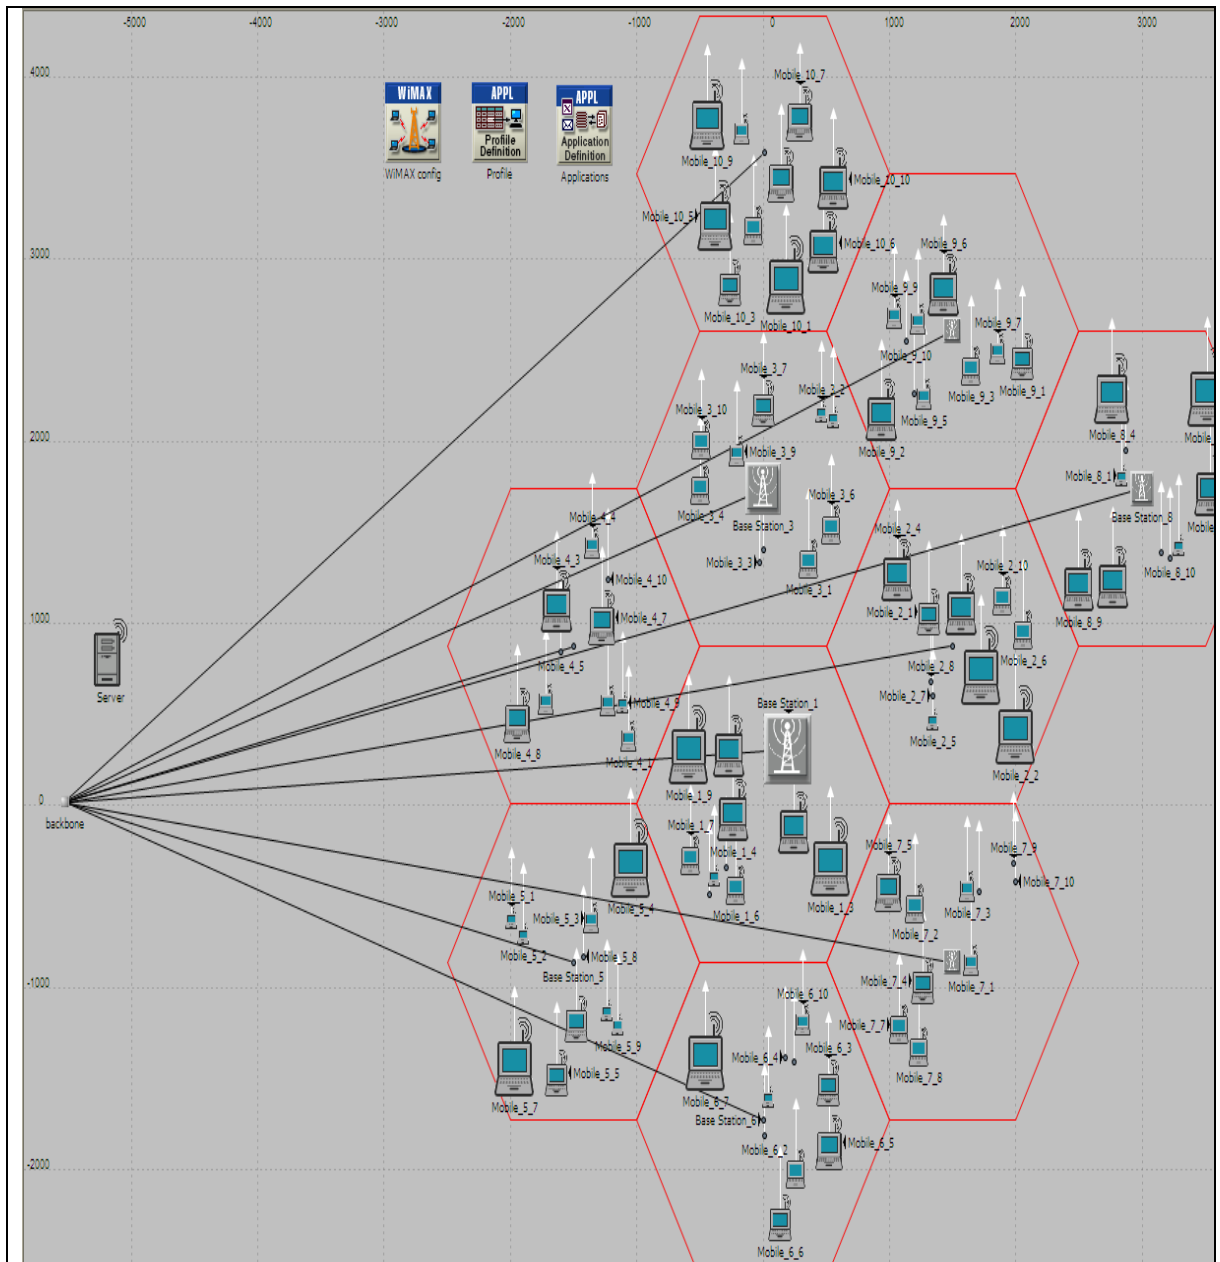 -5000 -4000 -3000 -2000 -1000 0 1000 2000 3000
4000
WiMAX
WiMAX config
APPL
Profile
Definition
Profile
APPL
Application
Definition
Applications
Mobile_10_7
Mobile_10_9
Mobile_10_10
Mobile_10_5
Mobile_10_6
3000
Mobile_9_6
Mobile_9_9
Mobile_10_3
Mobile_10_1
Mobile_9_7
Mobile_9_10
Mobile_3_7
Mobile_3_2
Mobile_9_3
Mobile_9_1
Mobile_3_10
Mobile_9_5
2000
Mobile_8_4
Mobile_3_9
Mobile_9_2
Mobile_8_1
Mobile_3_6
Mobile_3_4
Mobile_4_4
Base Station_3
Mobile_2_4
Base Station_8
Mobile_4_3
Mobile_3_3
Mobile_2_10
Mobile_8_10
Mobile_4_10
Mobile_3_1
1000
Mobile_4_7
Mobile_2_1
Mobile_8_9
Mobile_4_5
Mobile_2_8
Mobile_2_6
Server
Mobile_2_7
Mobile_4_9
Base Station_1
Mobile_2_5
Mobile_4_8
Mobile_4_1
Mobile_2_2
Mobile_1_9
0
backbone
Mobile_1_7
Mobile_7_5
Mobile_7_9
Mobile_1_4
Mobile_7_10
Mobile_5_1
Mobile_5_4
Mobile_1_6
Mobile_1_3
Mobile_7_3
Mobile_5_3
Mobile_7_2
Mobile_5_2
Mobile_5_8
Base Station_5
-1000
Mobile_7_4
Mobile_7_1
Mobile_6_10
Mobile_7_7
Mobile_5_9
Mobile_6_4
Mobile_6_3
Mobile_5_5
Mobile_7_8
Mobile_5_7
Mobile_6_7
Base Station_6
Mobile_6_2
Mobile_6_5
-2000
Mobile_6_6